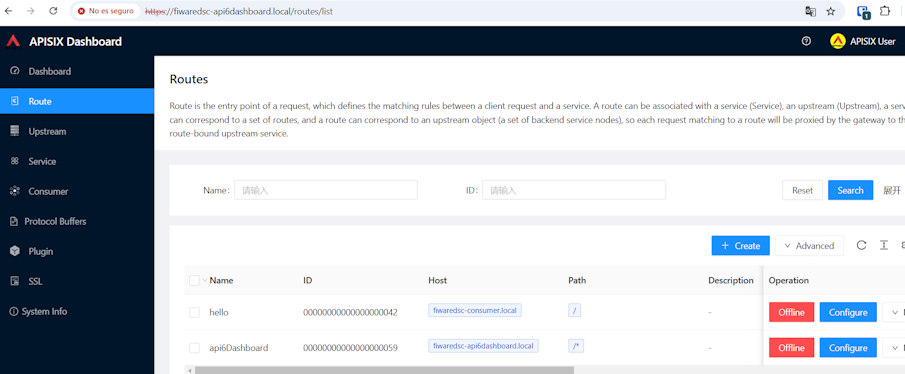 No es seguro https://fiwaredsc-api6dashboard.local/routes/list
APISIX Dashboard
APISIX User
Dashboard
Route
Upstream
Service
Consumer
Protocol Buffers
Plugin
SSL
System Info
Routes
Route is the entry point of a request, which defines the matching rules between a client request and a service. A route can be associated with a service (Service), an upstream (Upstream), a serv
can correspond to a set of routes, and a route can correspond to an upstream object (a set of backend service nodes), so each request matching to a route will be proxied by the gateway to th
route-bound upstream service.
Name: 请输入 ID: 请输入 Reset Search 展开
Create Advanced
Name ID Host Path Description Operation
hello 00000000000000000042 fiwaredsc-consumer.local / - Offline Configure
api6Dashboard 00000000000000000059 fiwaredsc-api6dashboard.local /* - Offline Configure